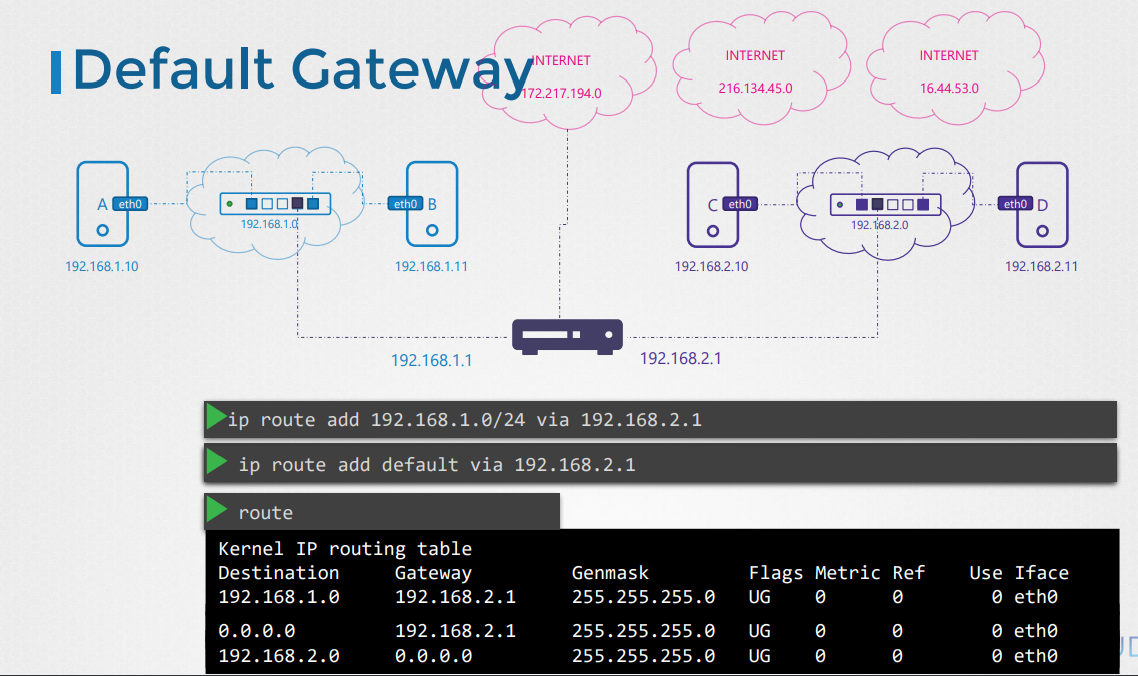 Default Gateway
INTERNET
172.217.194.0
INTERNET
216.134.45.0
INTERNET
16.44.53.0
A eth0
192.168.1.10
192.168.1.0
eth0 B
192.168.1.11
C eth0
192.168.2.10
192.168.2.0
eth0 D
192.168.2.11
192.168.1.1
192.168.2.1
ip route add 192.168.1.0/24 via 192.168.2.1
ip route add default via 192.168.2.1
route
Kernel IP routing table
Destination Gateway Genmask Flags Metric Ref Use Iface
192.168.1.0 192.168.2.1 255.255.255.0 UG 0 0 0 eth0
0.0.0.0 192.168.2.1 255.255.255.0 UG 0 0 0 eth0
192.168.2.0 0.0.0.0 255.255.255.0 UG 0 0 0 eth0